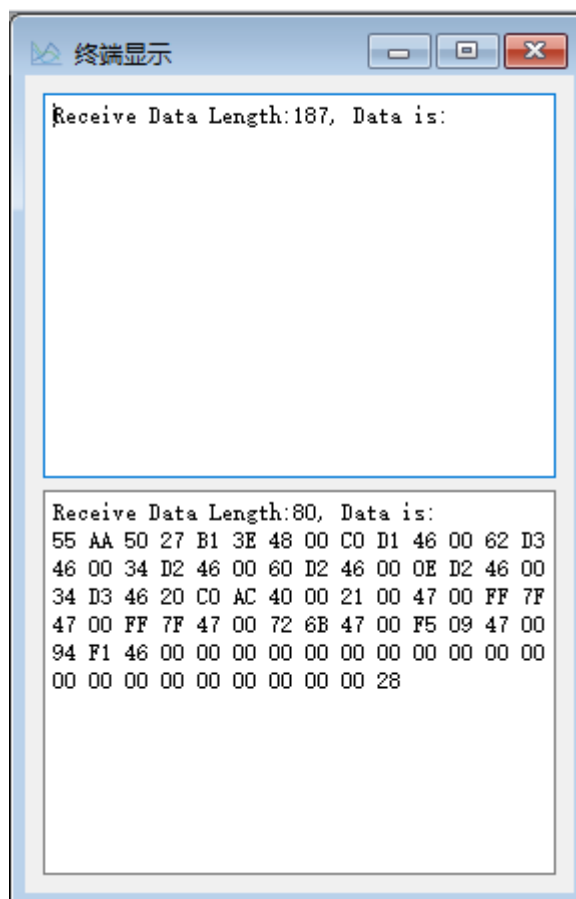 终端显示
Receive Data Length:187, Data is:
Receive Data Length:80, Data is:
55 AA 50 27 B1 3E 48 00 C0 D1 46 00 62 D3
46 00 34 D2 46 00 60 D2 46 00 0E D2 46 00
34 D3 46 20 C0 AC 40 00 21 00 47 00 FF 7F
47 00 FF 7F 47 00 72 6B 47 00 F5 09 47 00
94 F1 46 00 00 00 00 00 00 00 00 00 00 00
00 00 00 00 00 00 00 00 00 28